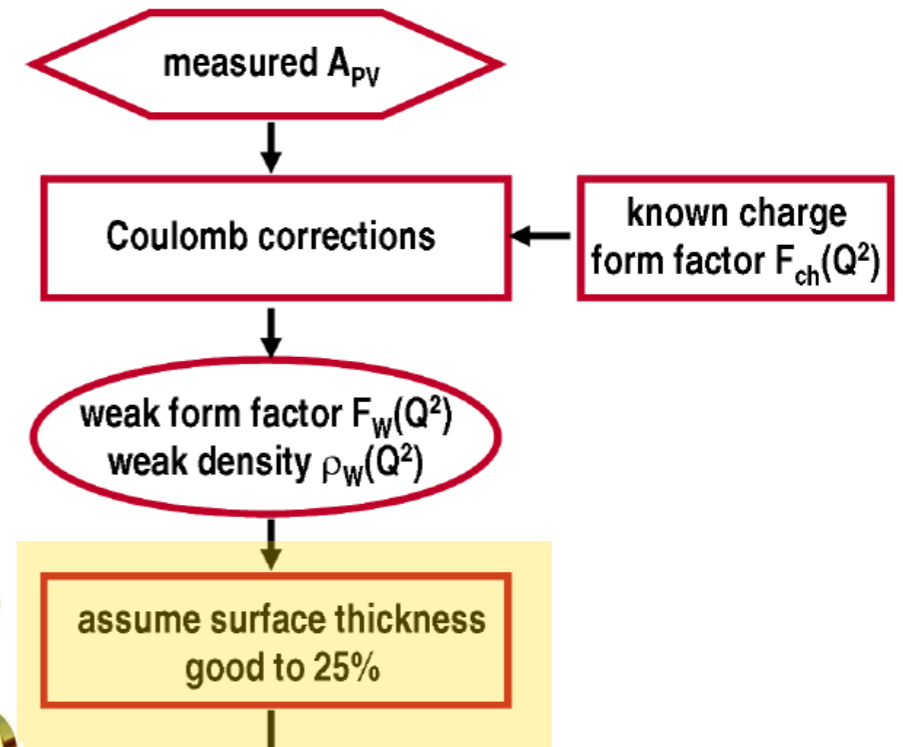 measured A_PV
Coulomb corrections
known charge
form factor F_ch(Q²)
weak form factor F_W(Q²)
weak density ρ_W(Q²)
assume surface thickness
good to 25%